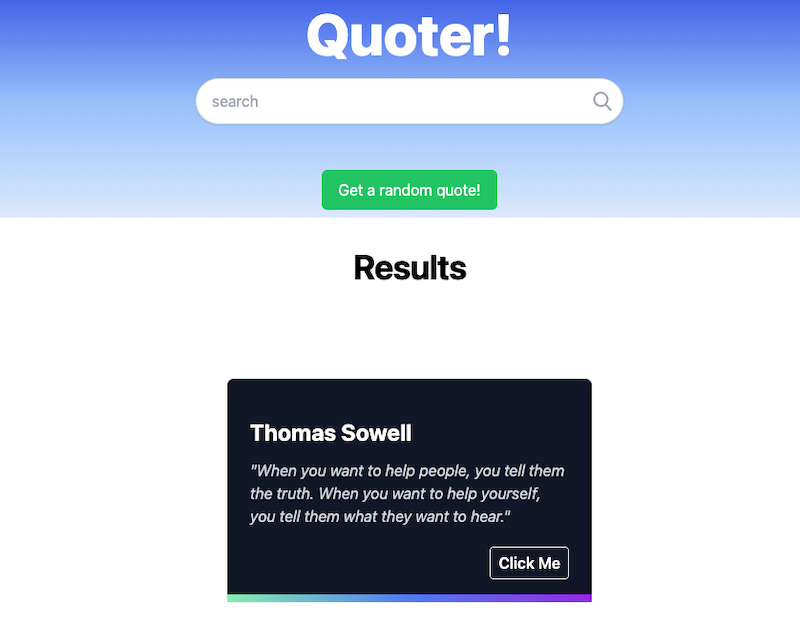 Quoter!
search
Get a random quote!
Results
Thomas Sowell
"When you want to help people, you tell them
the truth. When you want to help yourself,
you tell them what they want to hear."
Click Me